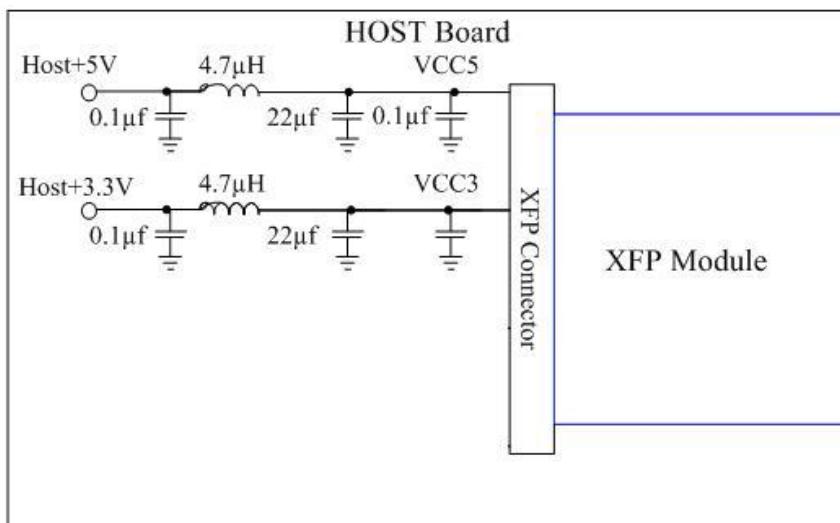 HOST Board
Host+5V
4.7µH
VCC5
0.1µf
22µf
0.1µf
Host+3.3V
4.7µH
VCC3
0.1µf
22µf
XFP Connector
XFP Module